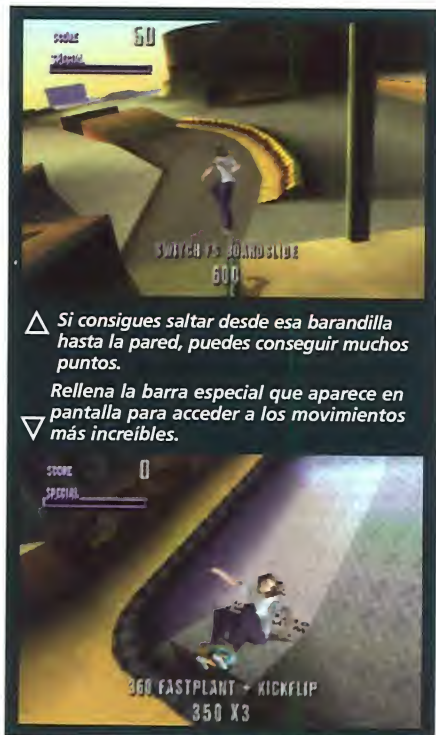 SCORE 60
SPECIAL
SWITCH FS BOARDSLIDE
600
Si consigues saltar desde esa barandilla
hasta la pared, puedes conseguir muchos
puntos.
Rellena la barra especial que aparece en
pantalla para acceder a los movimientos
más increíbles.
SCORE 0
SPECIAL
360 FASTPLANT + KICKFLIP
350 X3